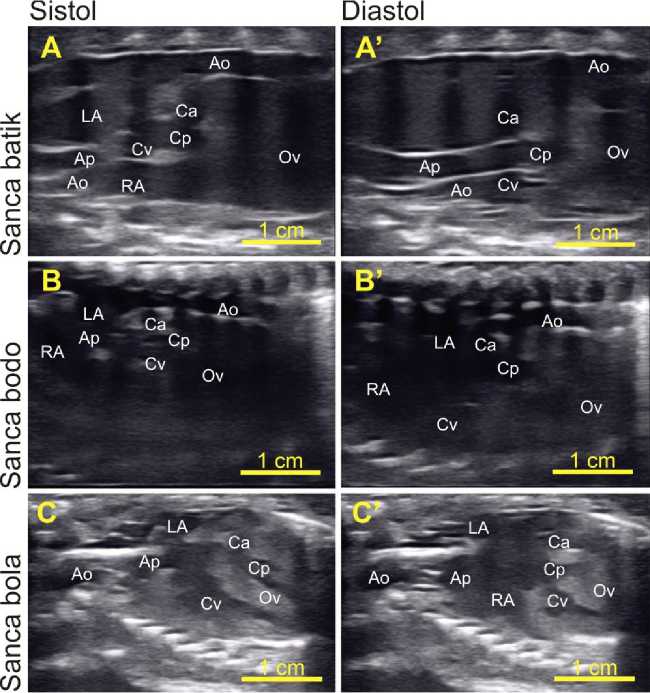 Sistol Diastol
Sanca batik
A
Ao
LA
Ca
Cp
Cv
Ap
Ov
Ao
RA
1 cm
A’
Ao
Ca
Cp
Ov
Ap
Cv
Ao
1 cm
Sanca bodo
B
LA
Ao
Ca
Ap
Cp
RA
Cv
Ov
1 cm
B’
Ao
LA
Ca
Cp
RA
Ov
Cv
1 cm
Sanca bola
C
LA
Ca
Ap
Cp
Ao
Cv
Ov
1 cm
C’
LA
Ca
Cp
Ao
Ap
Ov
RA
Cv
1 cm